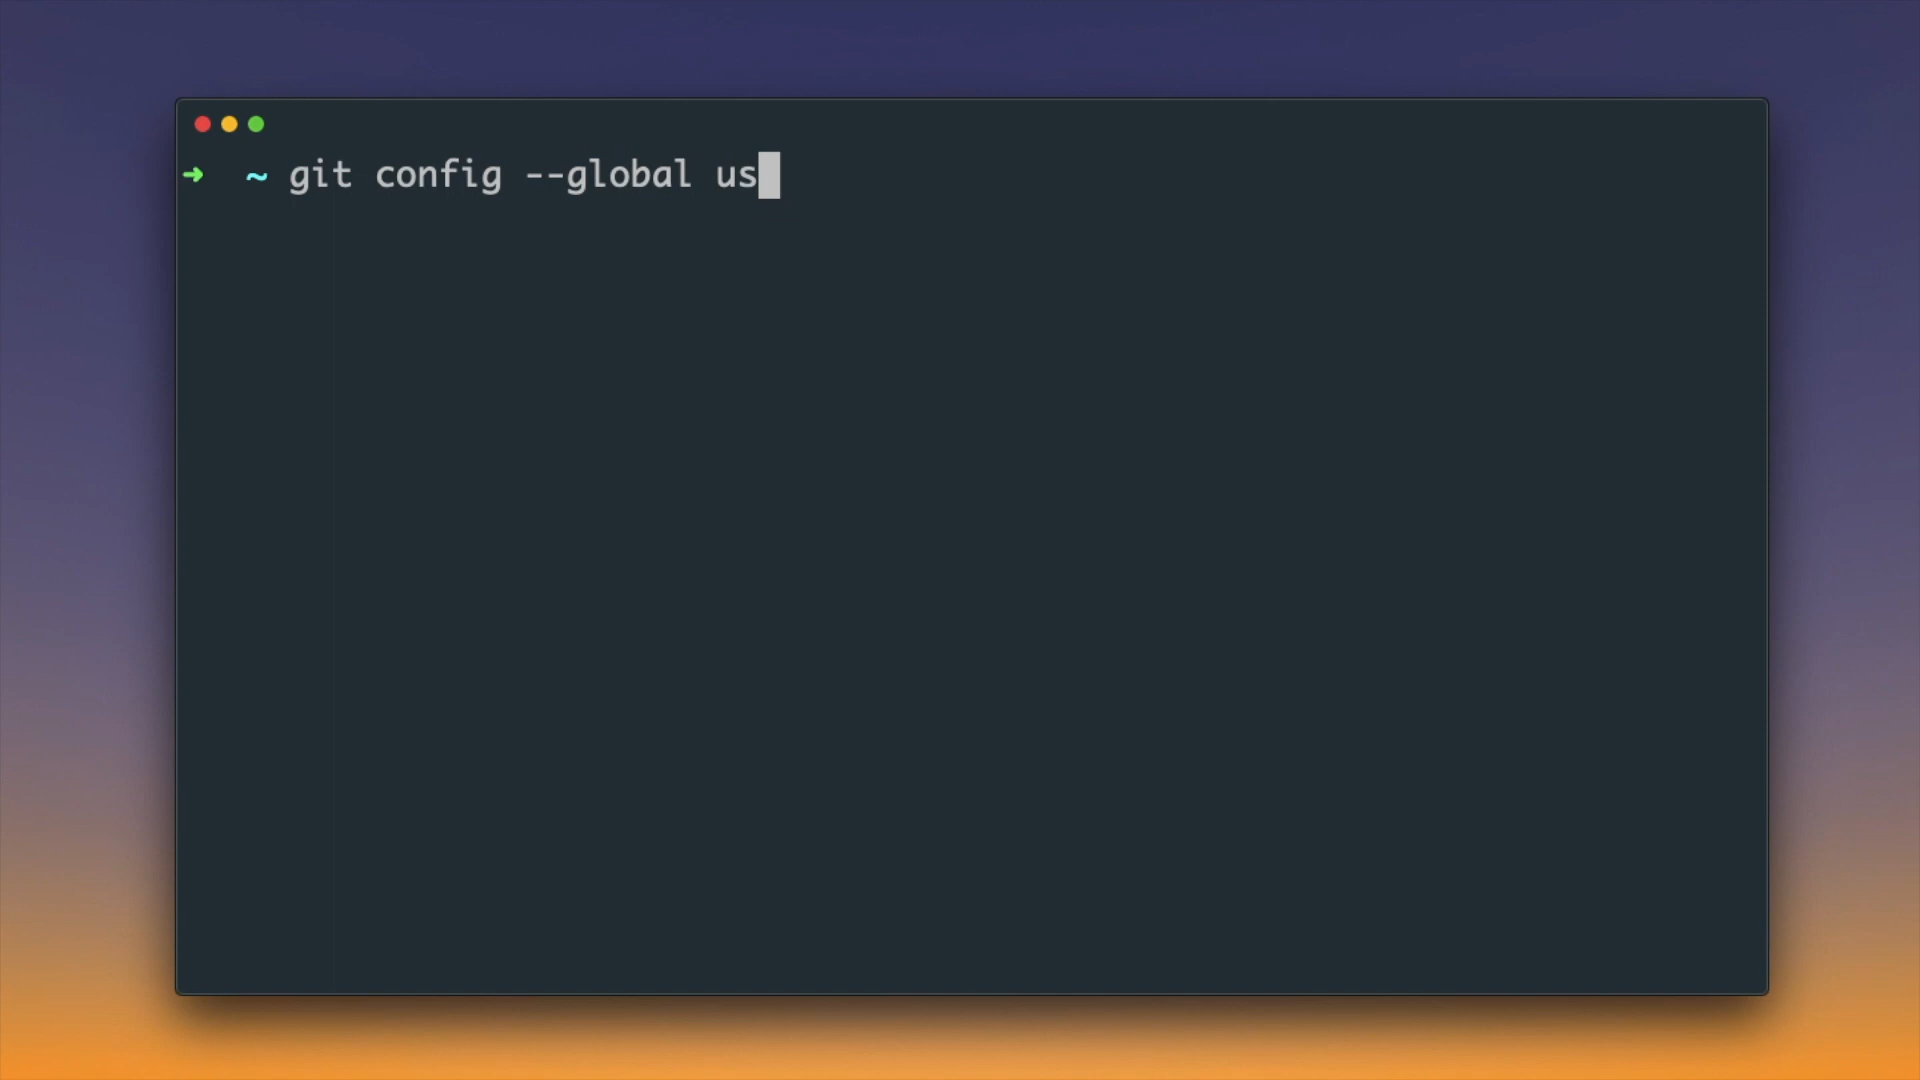 ➜ ~ git config --global us